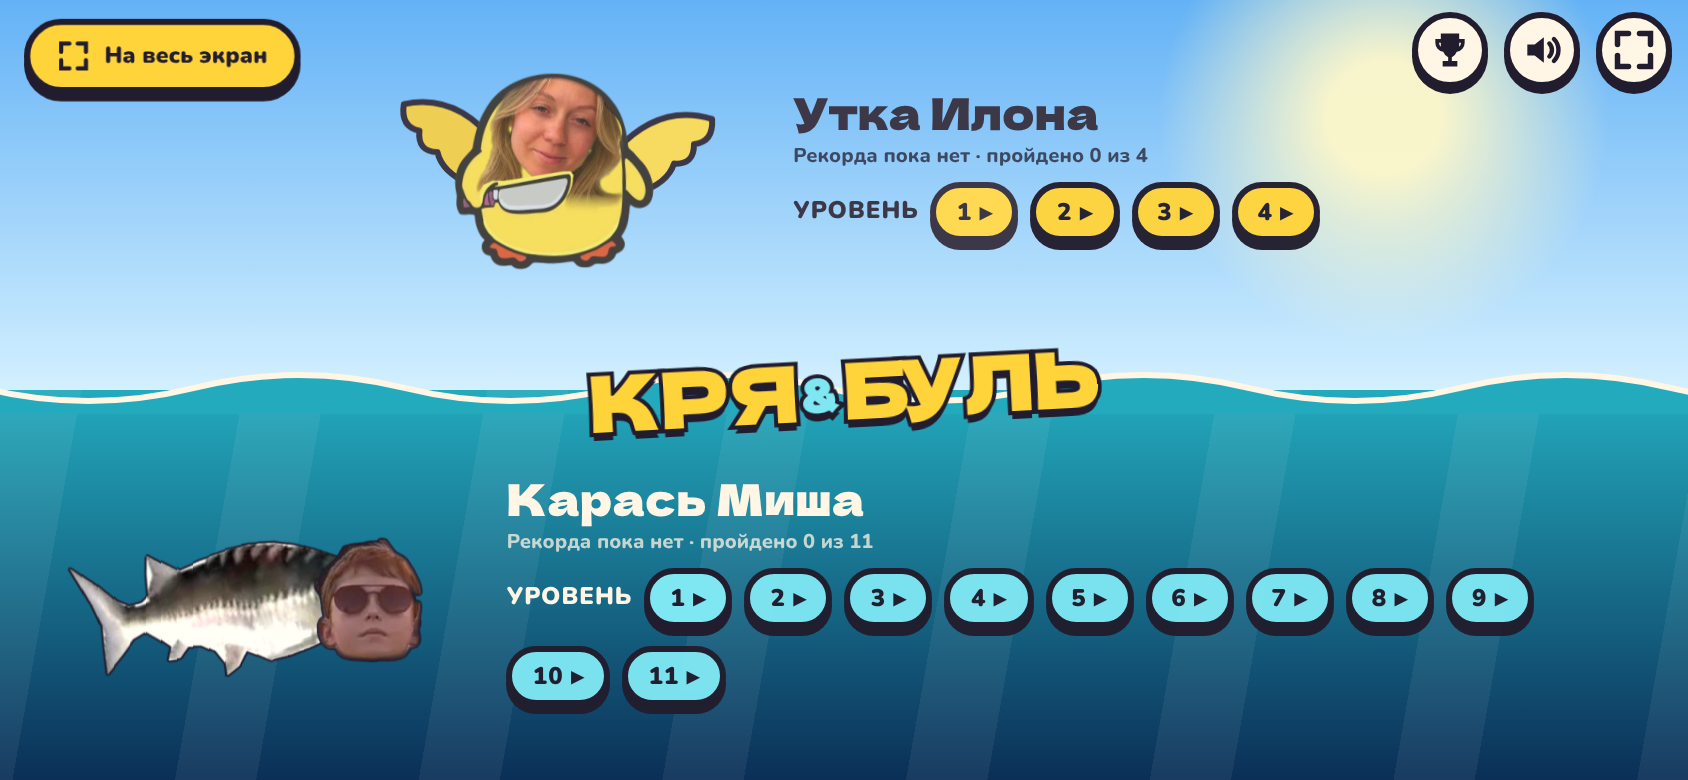 На весь экран
Утка Илона
Рекорда пока нет · пройдено 0 из 4
УРОВЕНЬ 1 ▶ 2 ▶ 3 ▶ 4 ▶
КРЯ&БУЛЬ
Карась Миша
Рекорда пока нет · пройдено 0 из 11
УРОВЕНЬ 1 ▶ 2 ▶ 3 ▶ 4 ▶ 5 ▶ 6 ▶ 7 ▶ 8 ▶ 9 ▶
10 ▶ 11 ▶